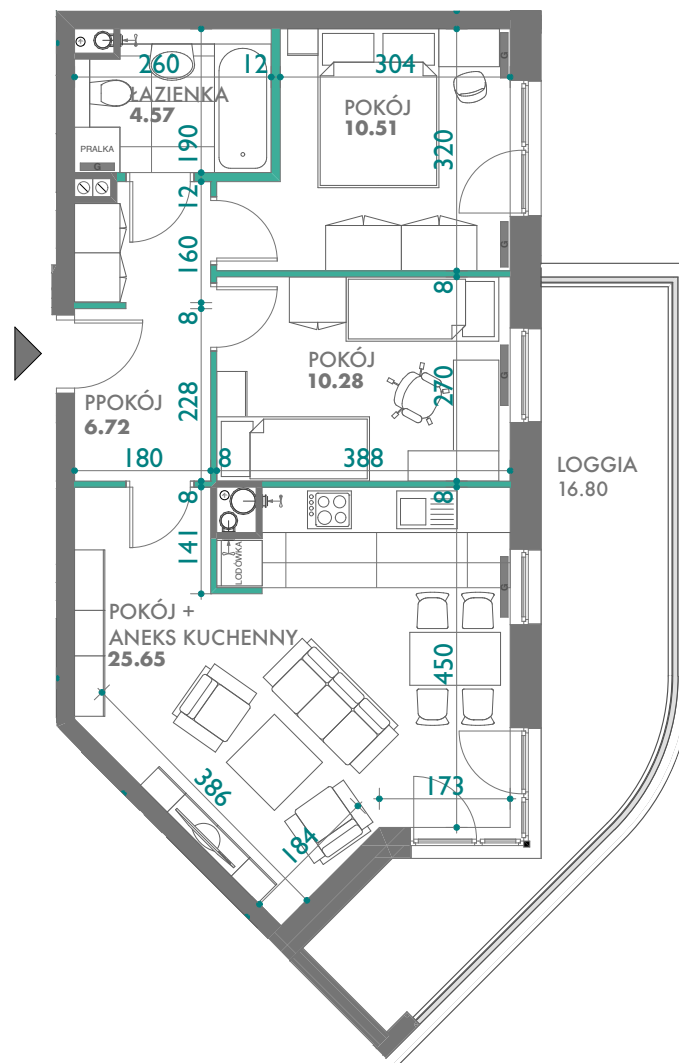 260
12
304
ŁAZIENKA
4.57
POKÓJ
10.51
190
320
PRALKA
G
G
12
160
G
8
8
POKÓJ
10.28
G
270
PPOKÓJ
6.72
228
180
8
388
LOGGIA
16.80
8
8
141
LODÓWKA
G
POKÓJ +
ANEKS KUCHENNY
25.65
450
386
173
184